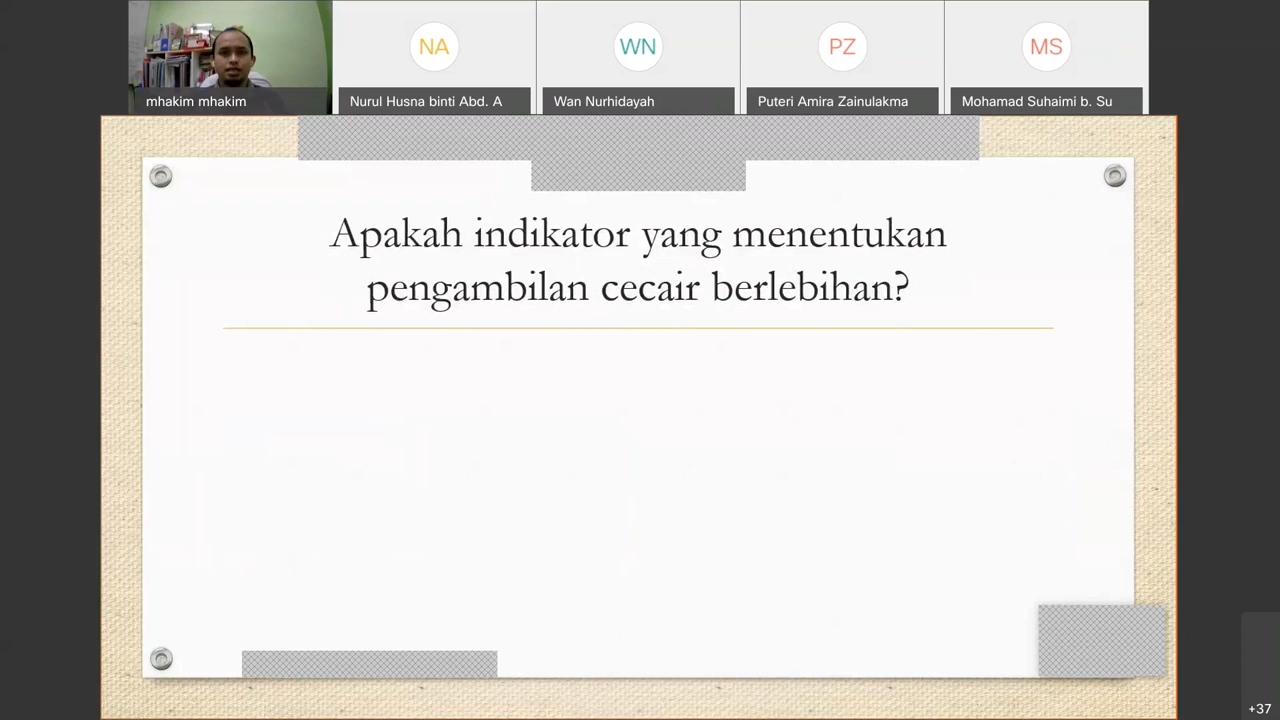 NA
WN
PZ
MS
mhakim mhakim
Nurul Husna binti Abd. A
Wan Nurhidayah
Puteri Amira Zainulakma
Mohamad Suhaimi b. Su
Apakah indikator yang menentukan
pengambilan cecair berlebihan?
+37